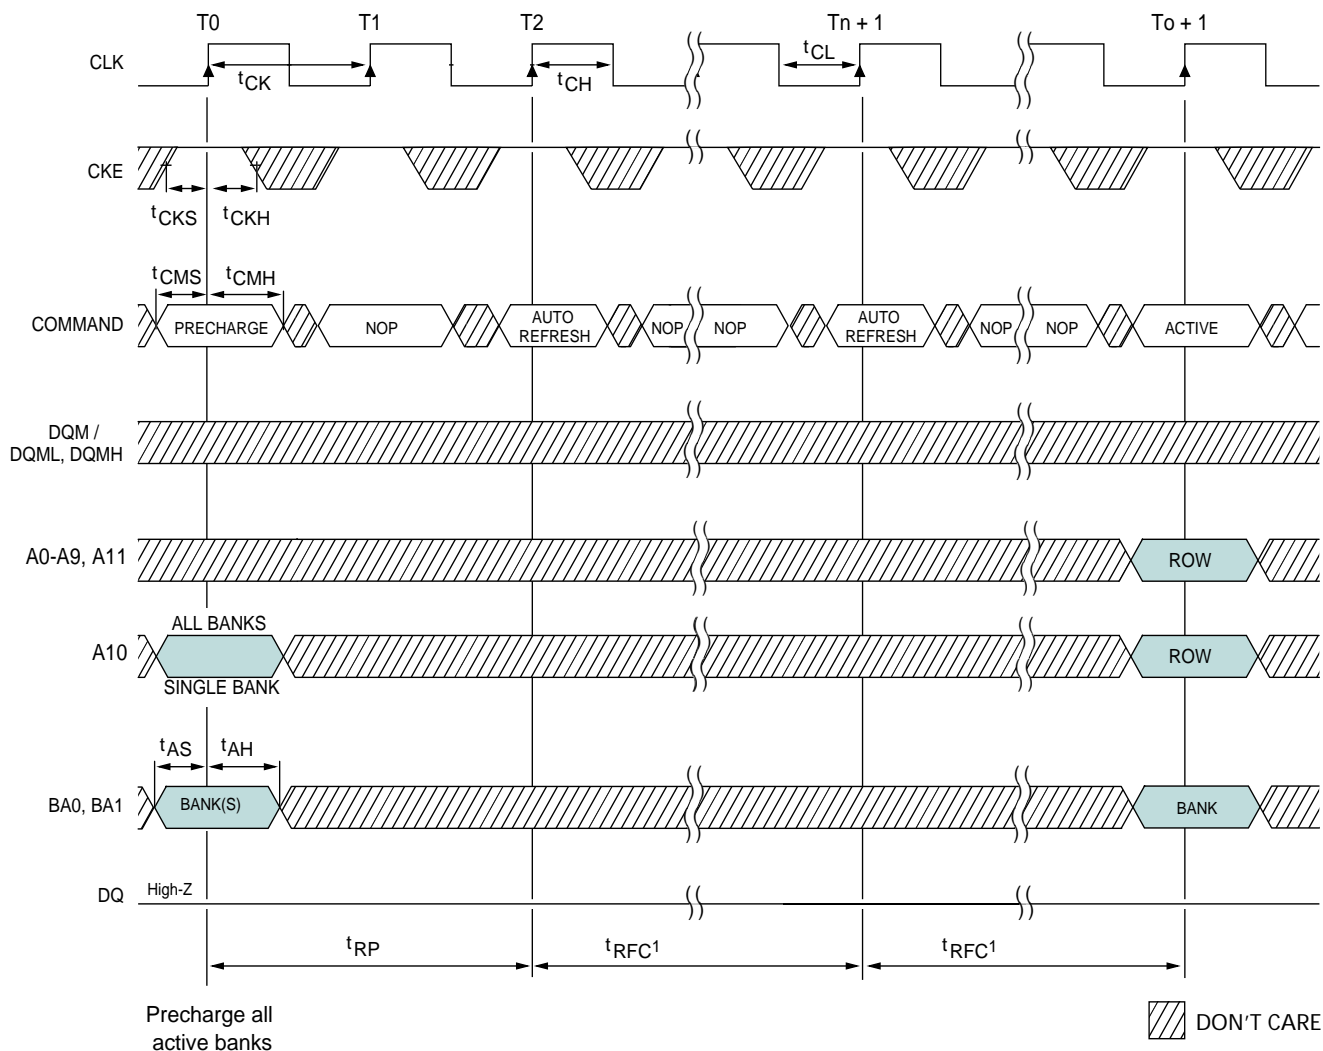 T0 T1 T2 Tn + 1 To + 1
CLK
tCK tCH tCL
CKE
tCKS tCKH
tCMS tCMH
COMMAND PRECHARGE NOP AUTO REFRESH NOP NOP AUTO REFRESH NOP NOP ACTIVE
DQM /
DQML, DQMH
A0-A9, A11 ROW
ALL BANKS
A10 ROW
SINGLE BANK
tAS tAH
BA0, BA1 BANK(S) BANK
DQ High-Z
tRP tRFC1 tRFC1
Precharge all
active banks
DON'T CARE